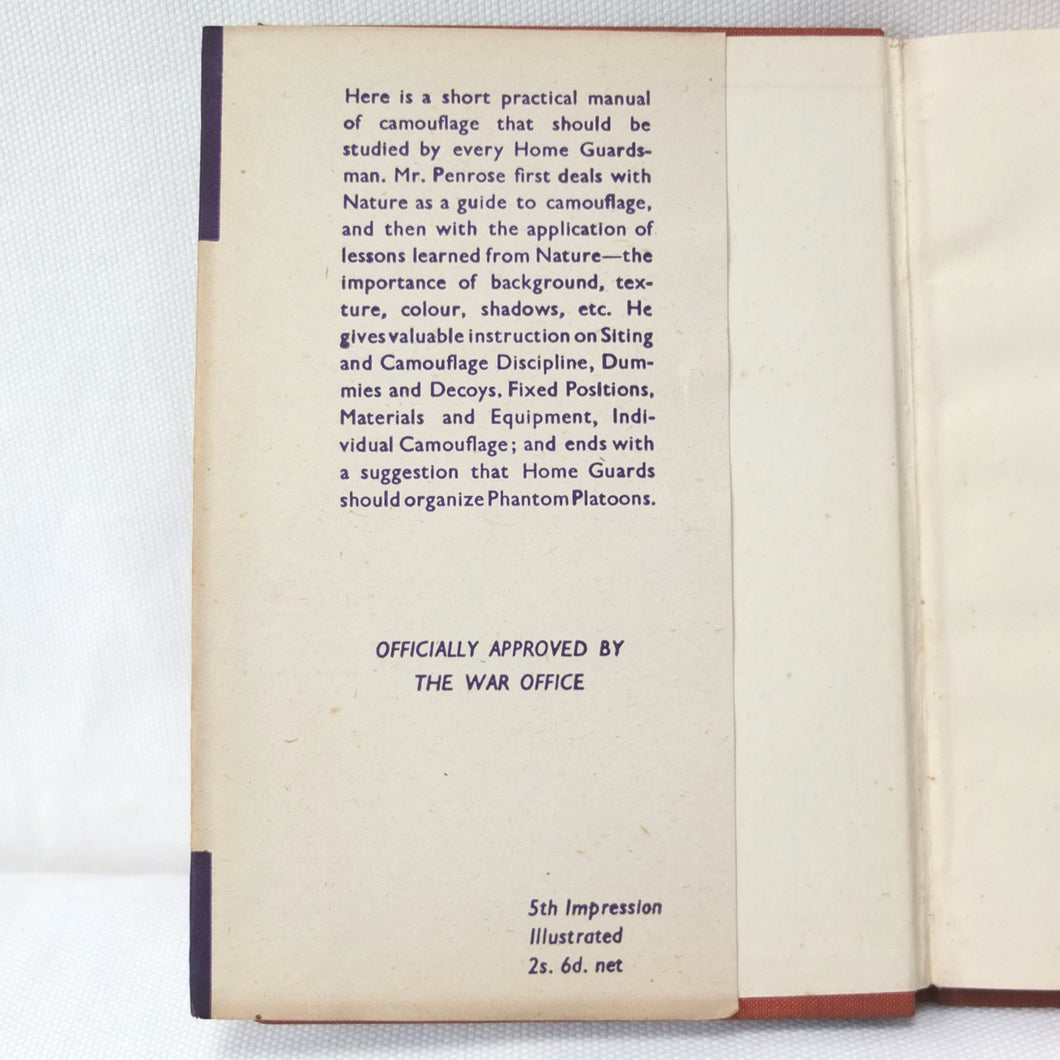 Here is a short practical manual
of camouflage that should be
studied by every Home Guards-
man. Mr. Penrose first deals with
Nature as a guide to camouflage,
and then with the application of
lessons learned from Nature—the
importance of background, tex-
ture, colour, shadows, etc. He
gives valuable instruction on Siting
and Camouflage Discipline, Dum-
mies and Decoys, Fixed Positions,
Materials and Equipment, Indi-
vidual Camouflage; and ends with
a suggestion that Home Guards
should organize Phantom Platoons.
OFFICIALLY APPROVED BY
THE WAR OFFICE
5th Impression
Illustrated
2s. 6d. net